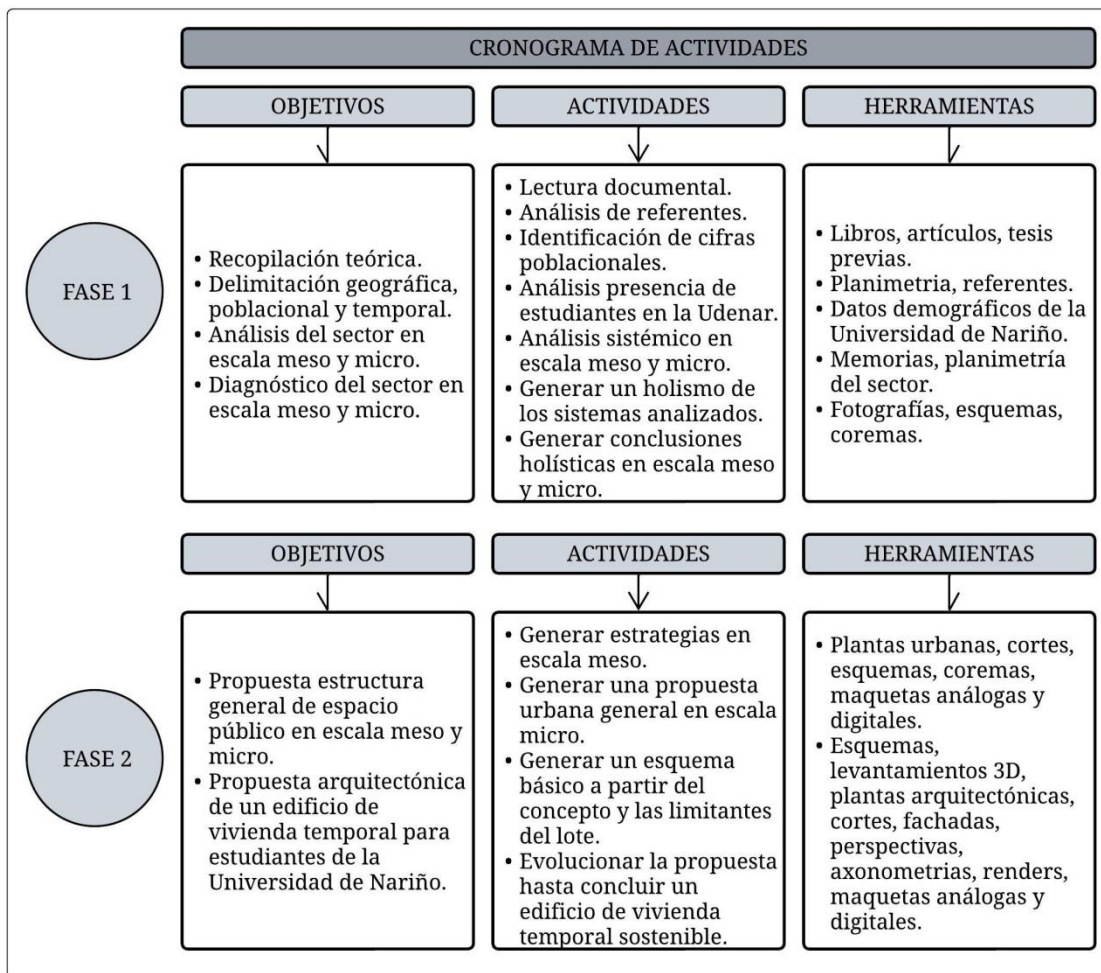 CRONOGRAMA DE ACTIVIDADES
OBJETIVOS
ACTIVIDADES
HERRAMIENTAS
FASE 1
• Recopilación teórica.
• Delimitación geográfica,
poblacional y temporal.
• Análisis del sector en
escala meso y micro.
• Diagnóstico del sector en
escala meso y micro.
• Lectura documental.
• Análisis de referentes.
• Identificación de cifras
poblacionales.
• Análisis presencia de
estudiantes en la Udenar.
• Análisis sistémico en
escala meso y micro.
• Generar un holismo de
los sistemas analizados.
• Generar conclusiones
holísticas en escala meso
y micro.
• Libros, artículos, tesis
previas.
• Planimetria, referentes.
• Datos demográficos de la
Universidad de Nariño.
• Memorias, planimetría
del sector.
• Fotografías, esquemas,
coremas.
OBJETIVOS
ACTIVIDADES
HERRAMIENTAS
FASE 2
• Propuesta estructura
general de espacio
público en escala meso y
micro.
• Propuesta arquitectónica
de un edificio de
vivienda temporal para
estudiantes de la
Universidad de Nariño.
• Generar estrategias en
escala meso.
• Generar una propuesta
urbana general en escala
micro.
• Generar un esquema
básico a partir del
concepto y las limitantes
del lote.
• Evolucionar la propuesta
hasta concluir un
edificio de vivienda
temporal sostenible.
• Plantas urbanas, cortes,
esquemas, coremas,
maquetas análogas y
digitales.
• Esquemas,
levantamientos 3D,
plantas arquitectónicas,
cortes, fachadas,
perspectivas,
axonometrias, renders,
maquetas análogas y
digitales.